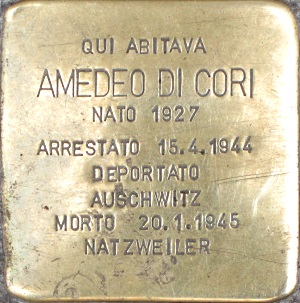 QUI ABITAVA
AMEDEO DI CORI
NATO 1927
ARRESTATO 15.4.1944
DEPORTATO
AUSCHWITZ
MORTO 20.1.1945
NATZWEILER